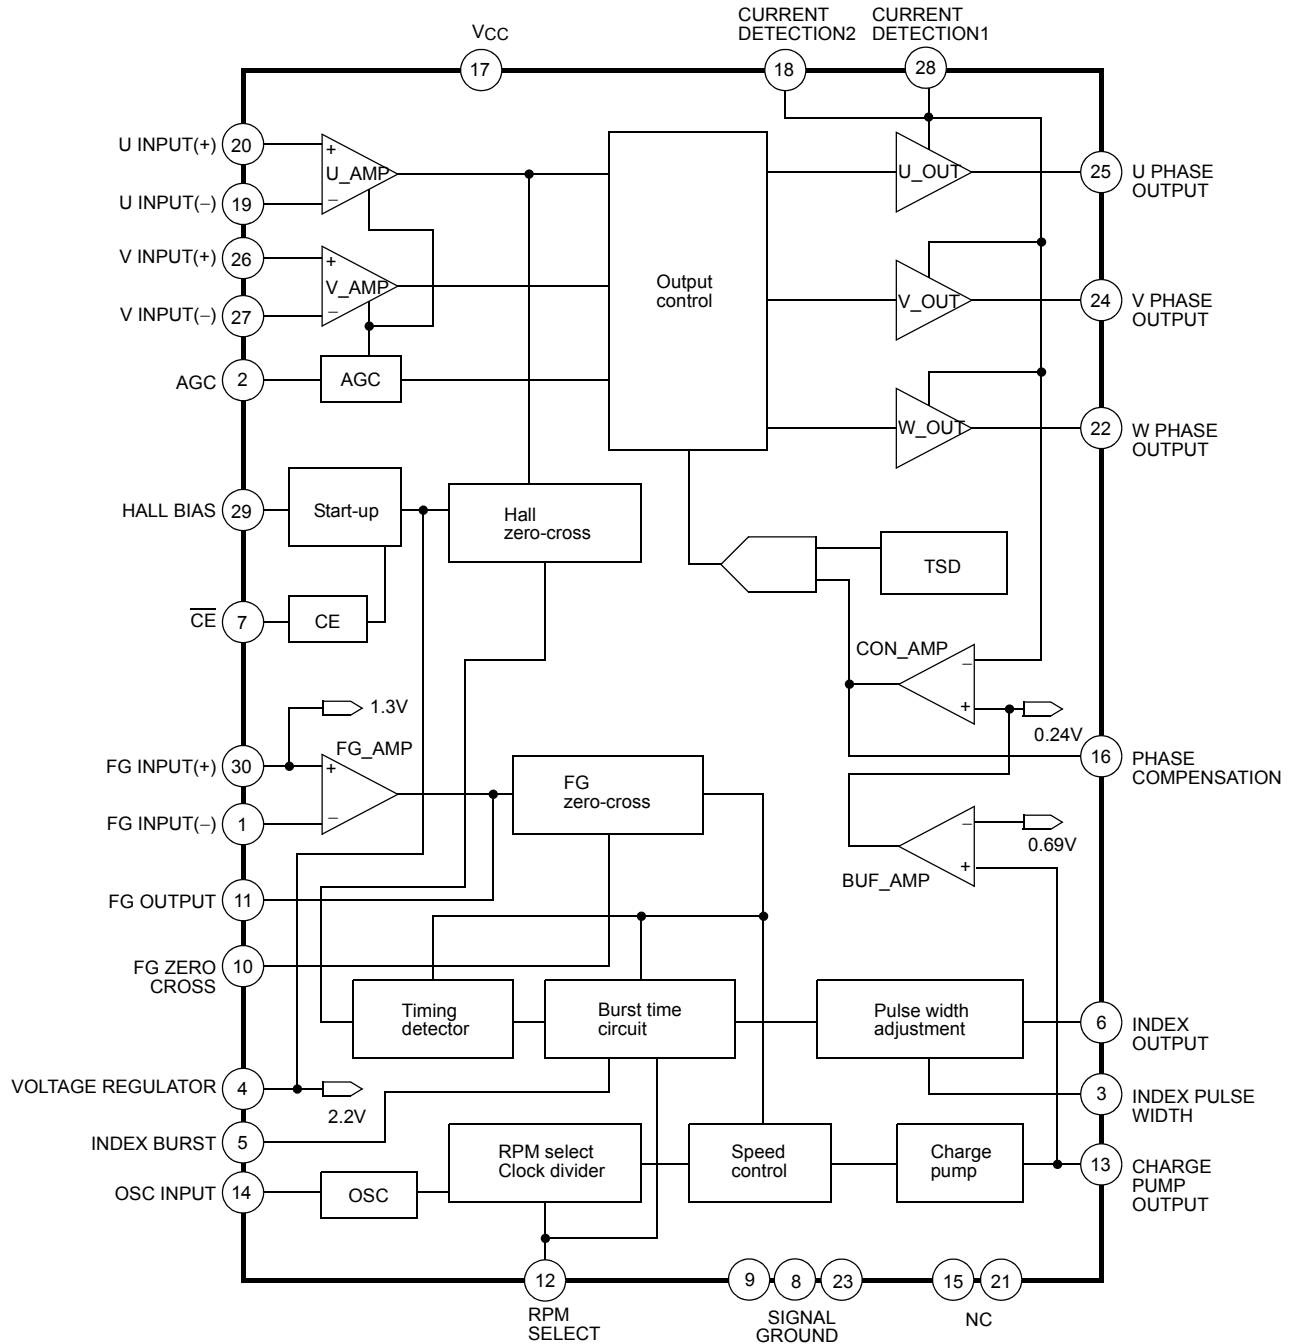 CURRENT
DETECTION2
CURRENT
DETECTION1
VCC
17
18
28
U INPUT(+)
20
+
U_AMP
−
U INPUT(−)
19
V INPUT(+)
26
+
V_AMP
−
V INPUT(−)
27
AGC
2
AGC
Output
control
U_OUT
25
U PHASE
OUTPUT
V_OUT
24
V PHASE
OUTPUT
W_OUT
22
W PHASE
OUTPUT
HALL BIAS
29
Start-up
Hall
zero-cross
TSD
CE
7
CE
CON_AMP
−
+
0.24V
16
PHASE
COMPENSATION
1.3V
FG_AMP
FG INPUT(+)
30
+
−
FG INPUT(−)
1
FG
zero-cross
−
0.69V
+
BUF_AMP
FG OUTPUT
11
FG ZERO
CROSS
10
Timing
detector
Burst time
circuit
Pulse width
adjustment
6
INDEX
OUTPUT
VOLTAGE REGULATOR
4
2.2V
3
INDEX PULSE
WIDTH
INDEX BURST
5
RPM select
Clock divider
Speed
control
Charge
pump
13
CHARGE
PUMP
OUTPUT
OSC INPUT
14
OSC
12
RPM
SELECT
9
8
23
SIGNAL
GROUND
15
21
NC